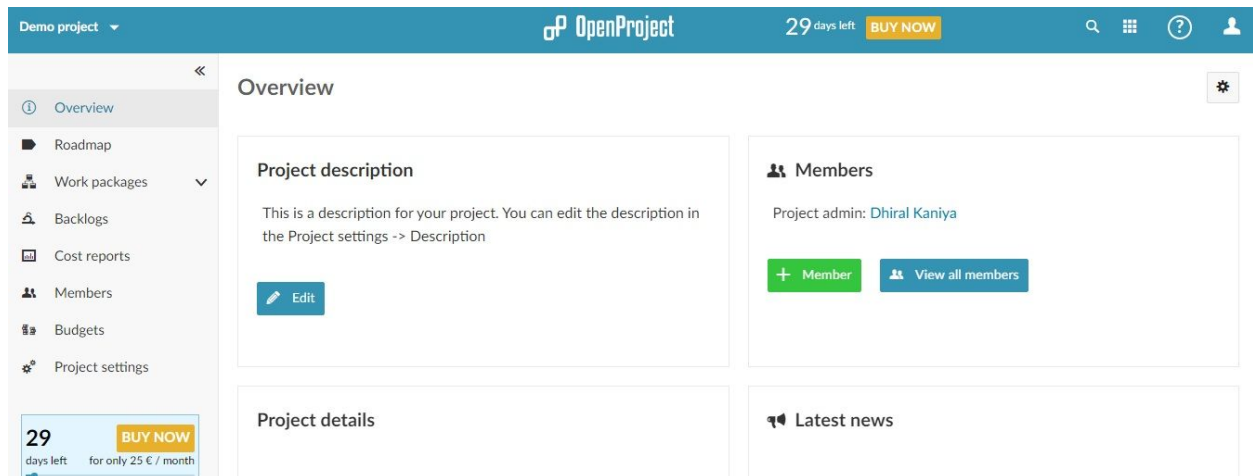 Demo project
OpenProject
29 days left BUY NOW
Overview
Roadmap
Work packages
Backlogs
Cost reports
Members
Budgets
Project settings
29
BUY NOW
days left for only 25 € / month
Overview
Project description
This is a description for your project. You can edit the description in
the Project settings -> Description
Edit
Members
Project admin: Dhiral Kaniya
Member
View all members
Project details
Latest news